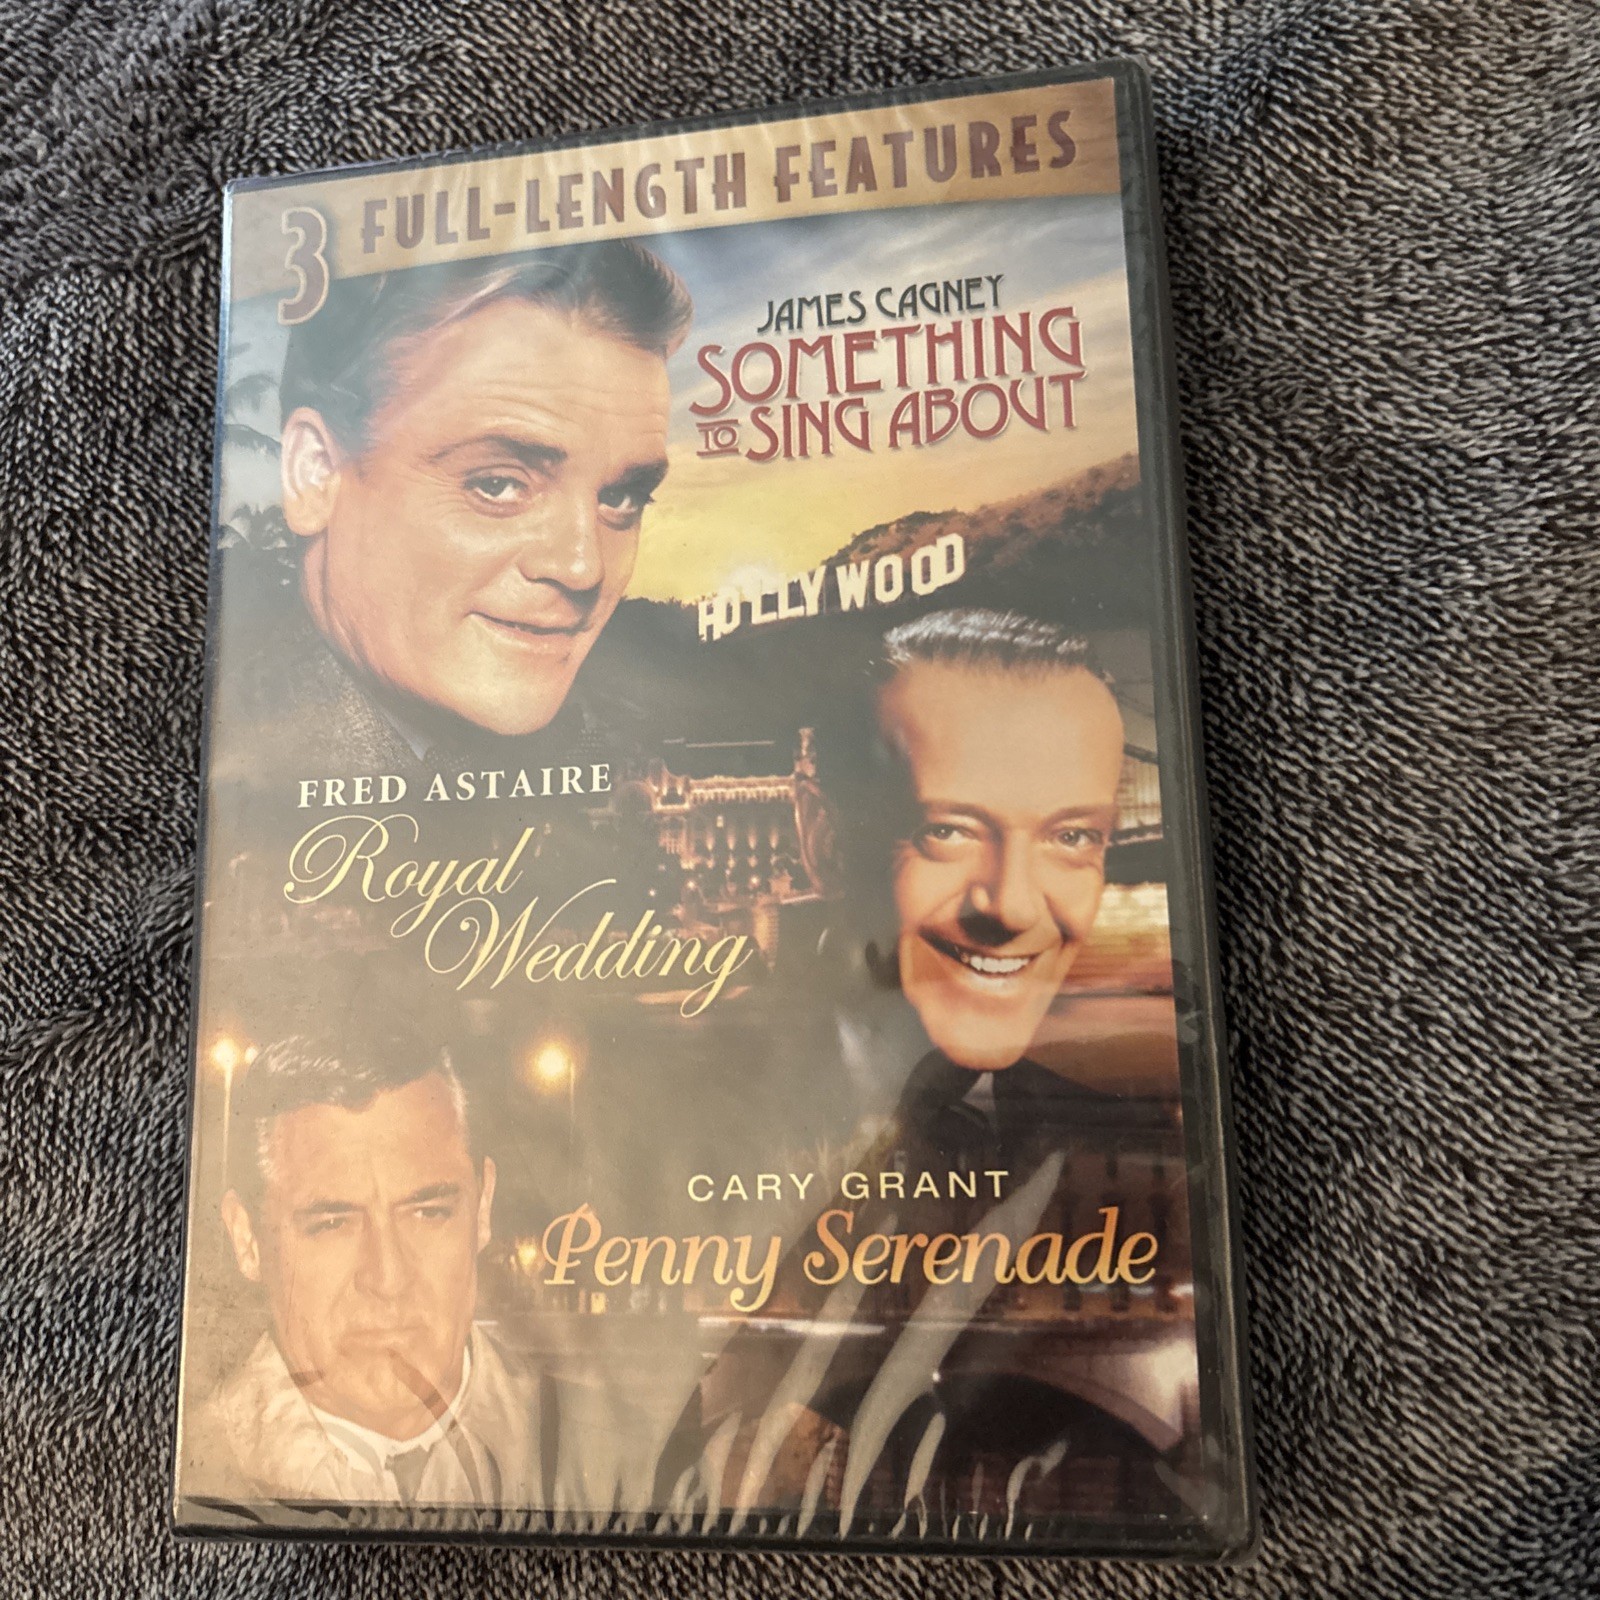 3 FULL-LENGTH FEATURES
JAMES CAGNEY
SOMETHING
TO SING ABOUT
HOLLYWOOD
FRED ASTAIRE
Royal
Wedding
CARY GRANT
Penny Serenade